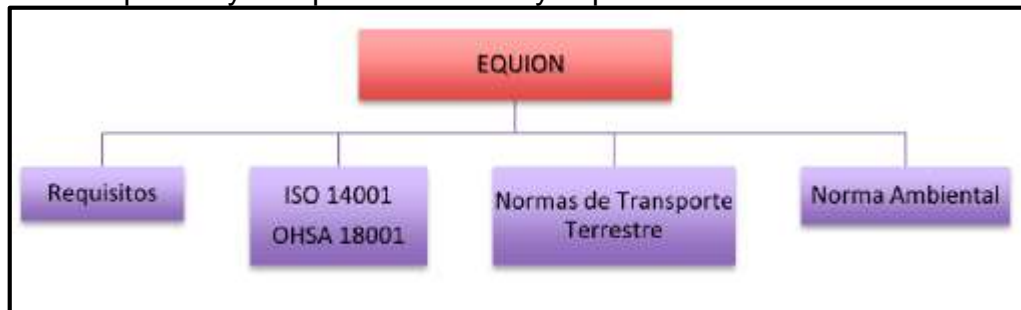 EQUION
Requisitos
ISO 14001
OHSA 18001
Normas de Transporte
Terrestre
Norma Ambiental